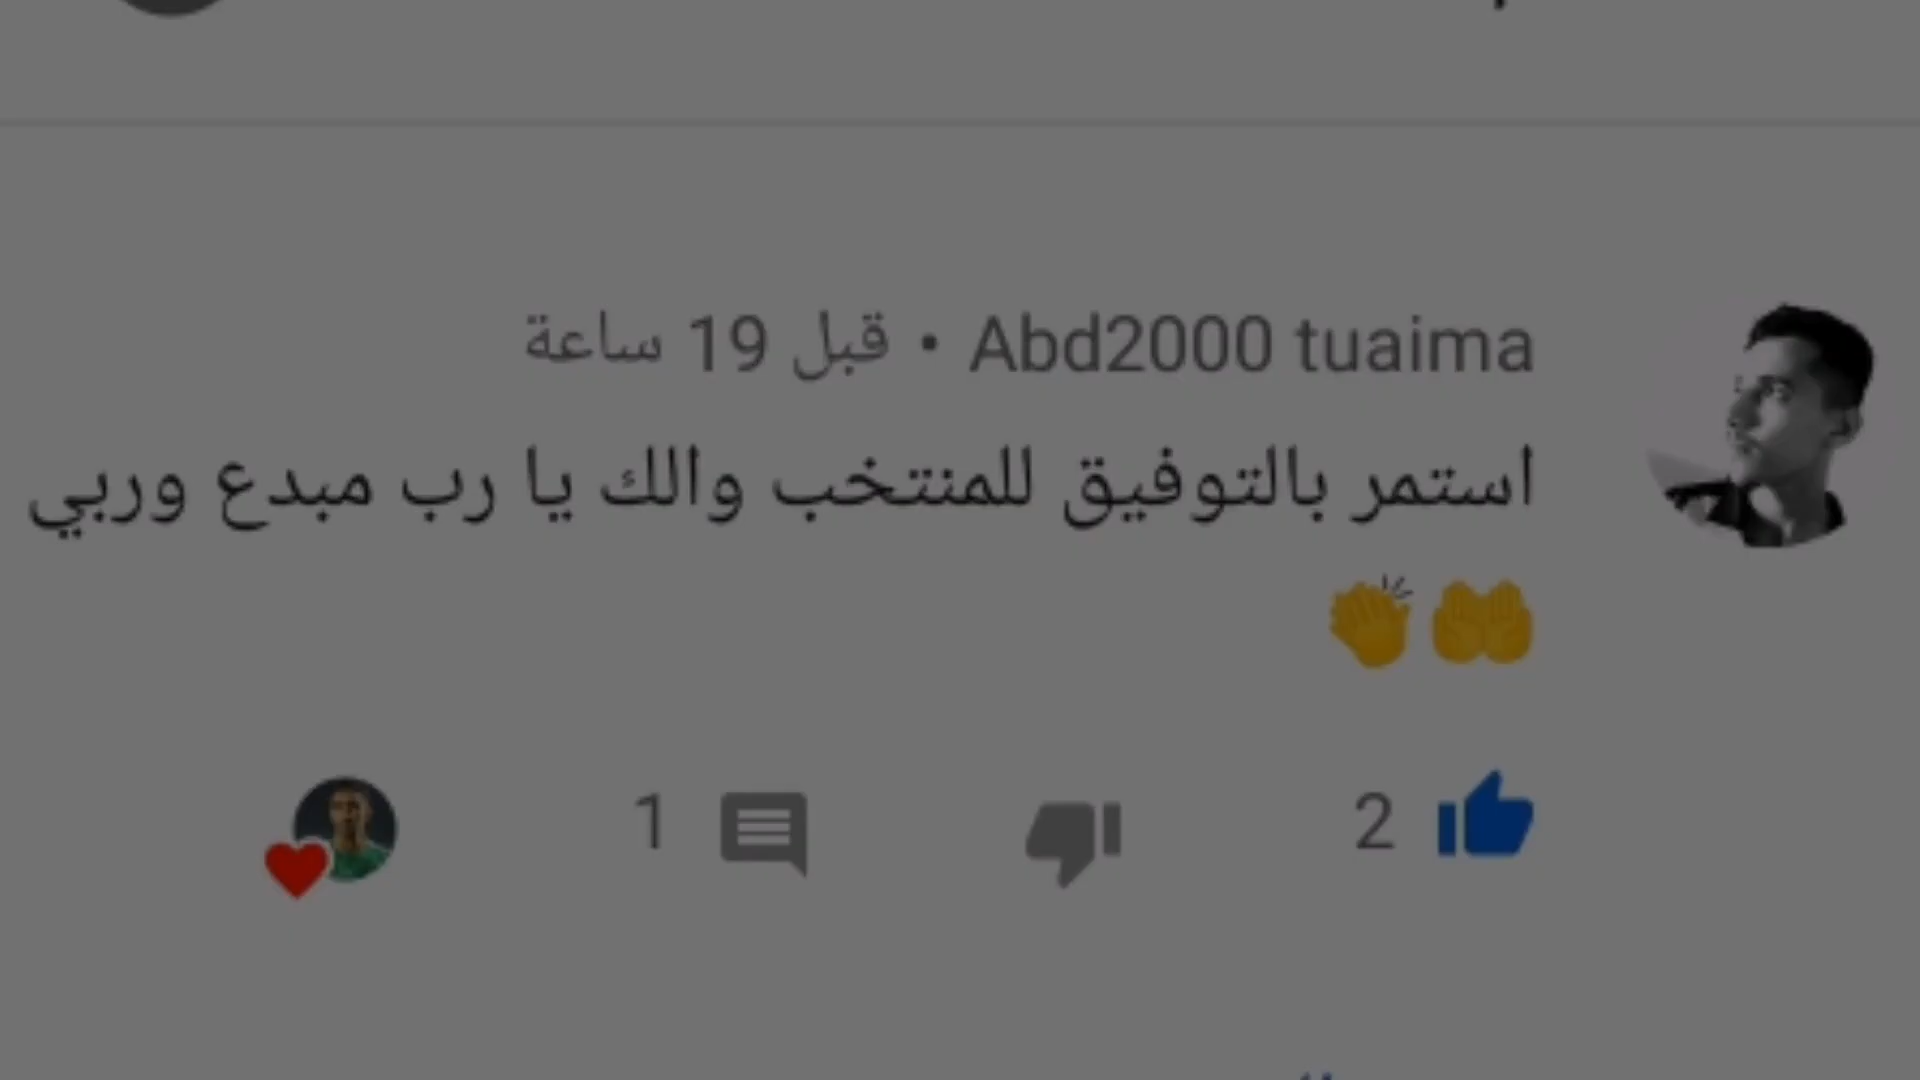 Abd2000 tuaima • قبل 19 ساعة
استمر بالتوفيق للمنتخب والك يا رب مبدع وربي
🤲👏
2 1